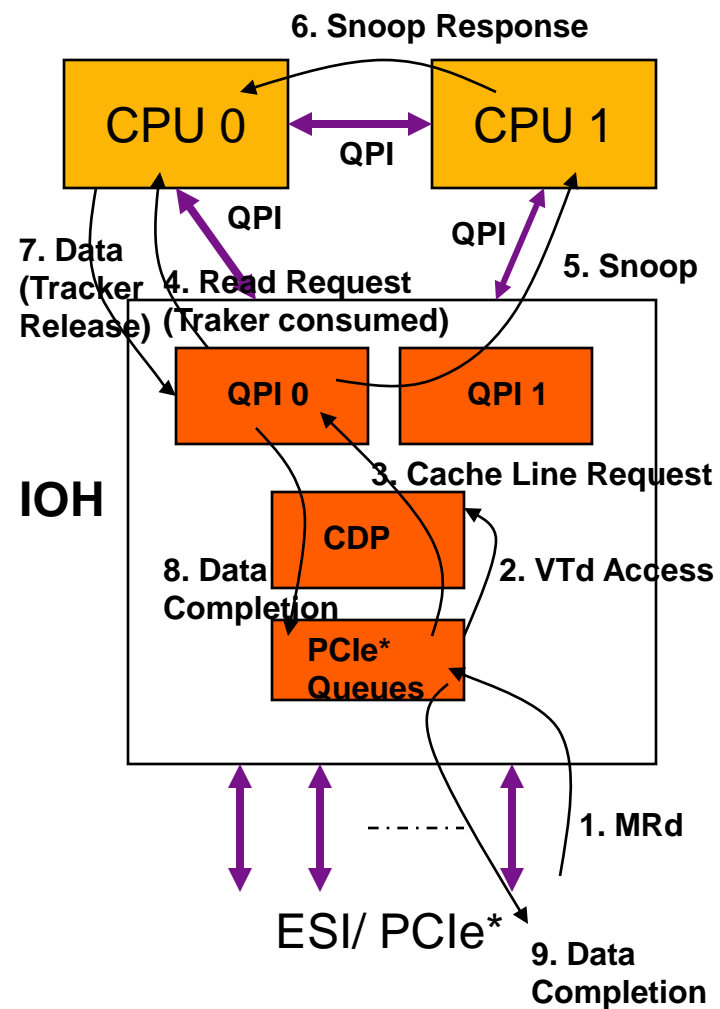 6. Snoop Response
CPU 0
CPU 1
QPI
QPI
QPI
7. Data
(Tracker
Release)
4. Read Request
(Traker consumed)
5. Snoop
QPI 0
QPI 1
3. Cache Line Request
IOH
CDP
2. VTd Access
8. Data
Completion
PCIe*
Queues
1. MRd
ESI/ PCIe*
9. Data
Completion